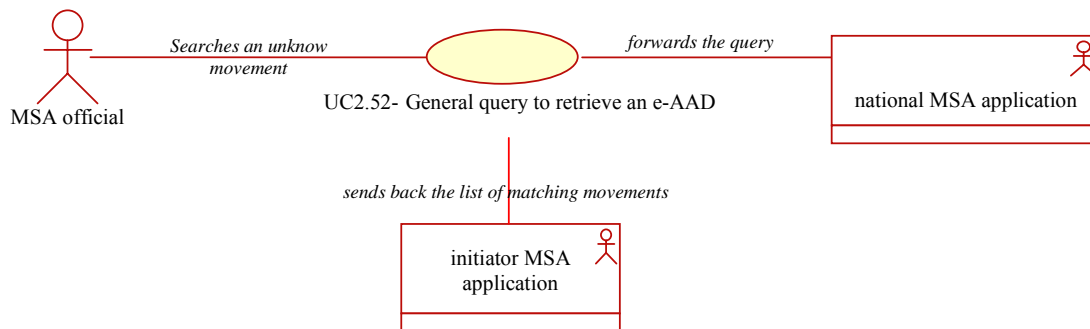 Searches an unknow
movement
forwards the query
MSA official
UC2.52- General query to retrieve an e-AAD
national MSA application
sends back the list of matching movements
initiator MSA
application